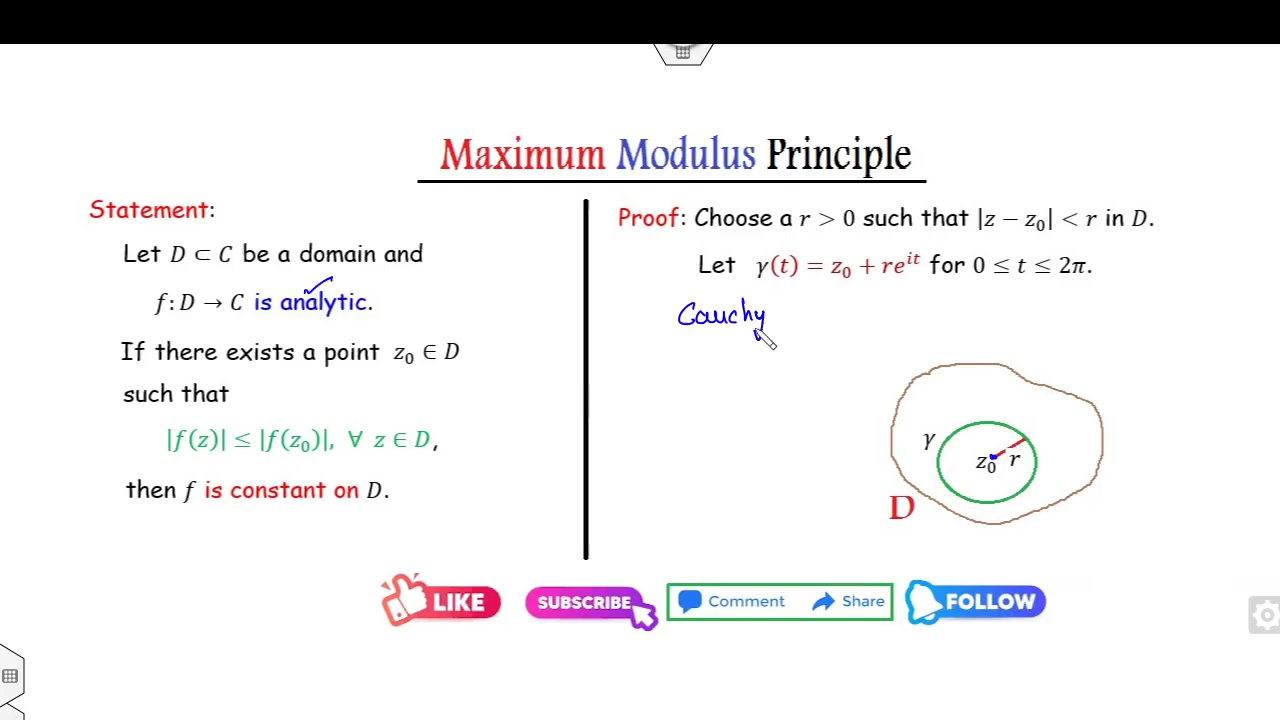 Maximum Modulus Principle
Statement:
Let D ⊂ C be a domain and
f: D → C is analytic.
If there exists a point z₀ ∈ D
such that
|f(z)| ≤ |f(z₀)|, ∀ z ∈ D,
then f is constant on D.
Proof: Choose a r > 0 such that |z − z₀| < r in D.
Let γ(t) = z₀ + reⁱᵗ for 0 ≤ t ≤ 2π.
Cauchy
γ
z₀ r
D
LIKE
SUBSCRIBE
Comment
Share
FOLLOW